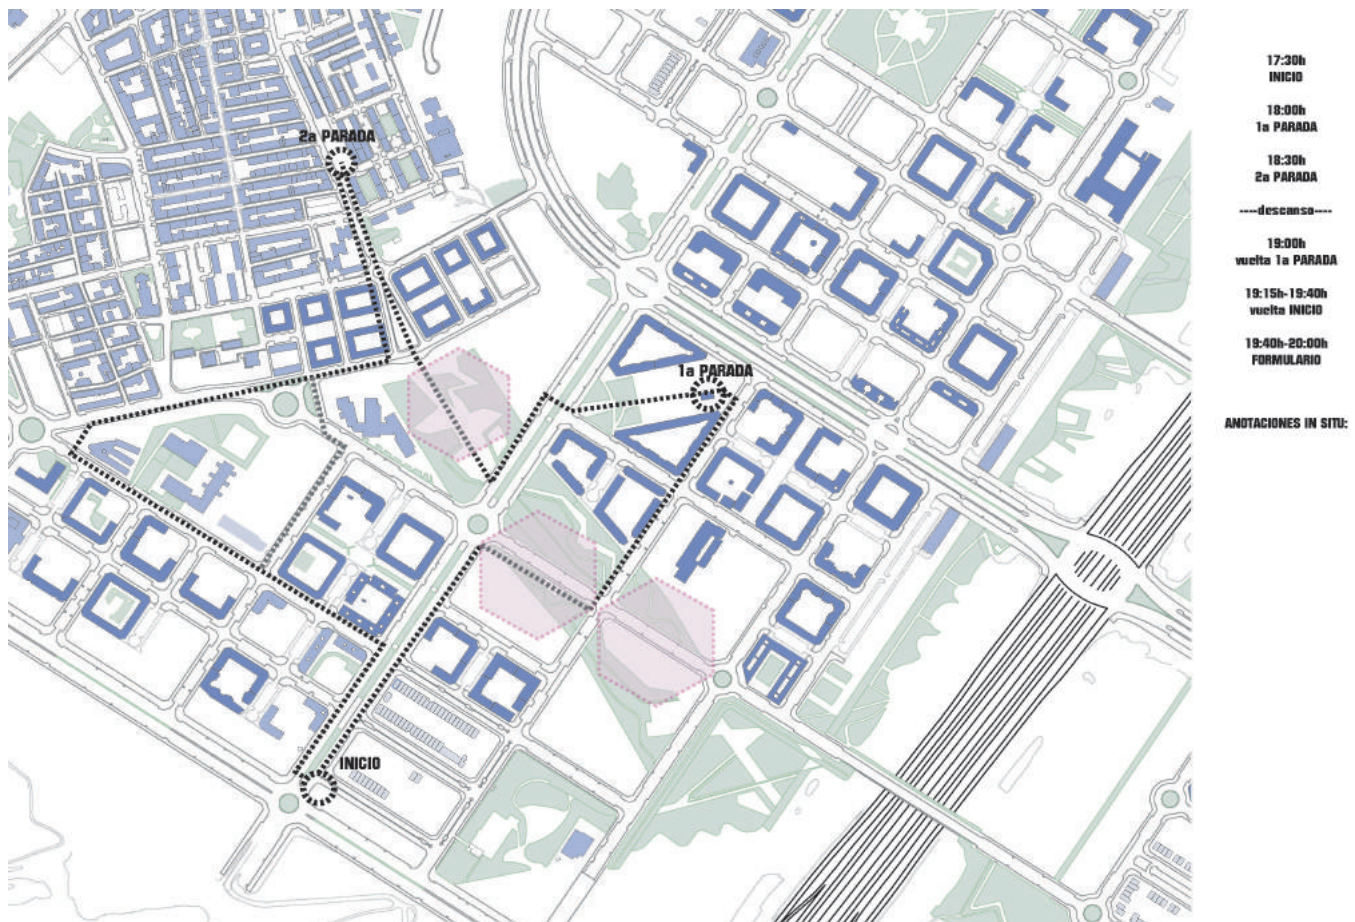 2a PARADA
1a PARADA
INICIO
17:30h
INICIO
18:00h
1a PARADA
18:30h
2a PARADA
----descanso----
19:00h
vuelta 1a PARADA
19:15h-19:40h
vuelta INICIO
19:40h-20:00h
FORMULARIO
ANOTACIONES IN SITU: